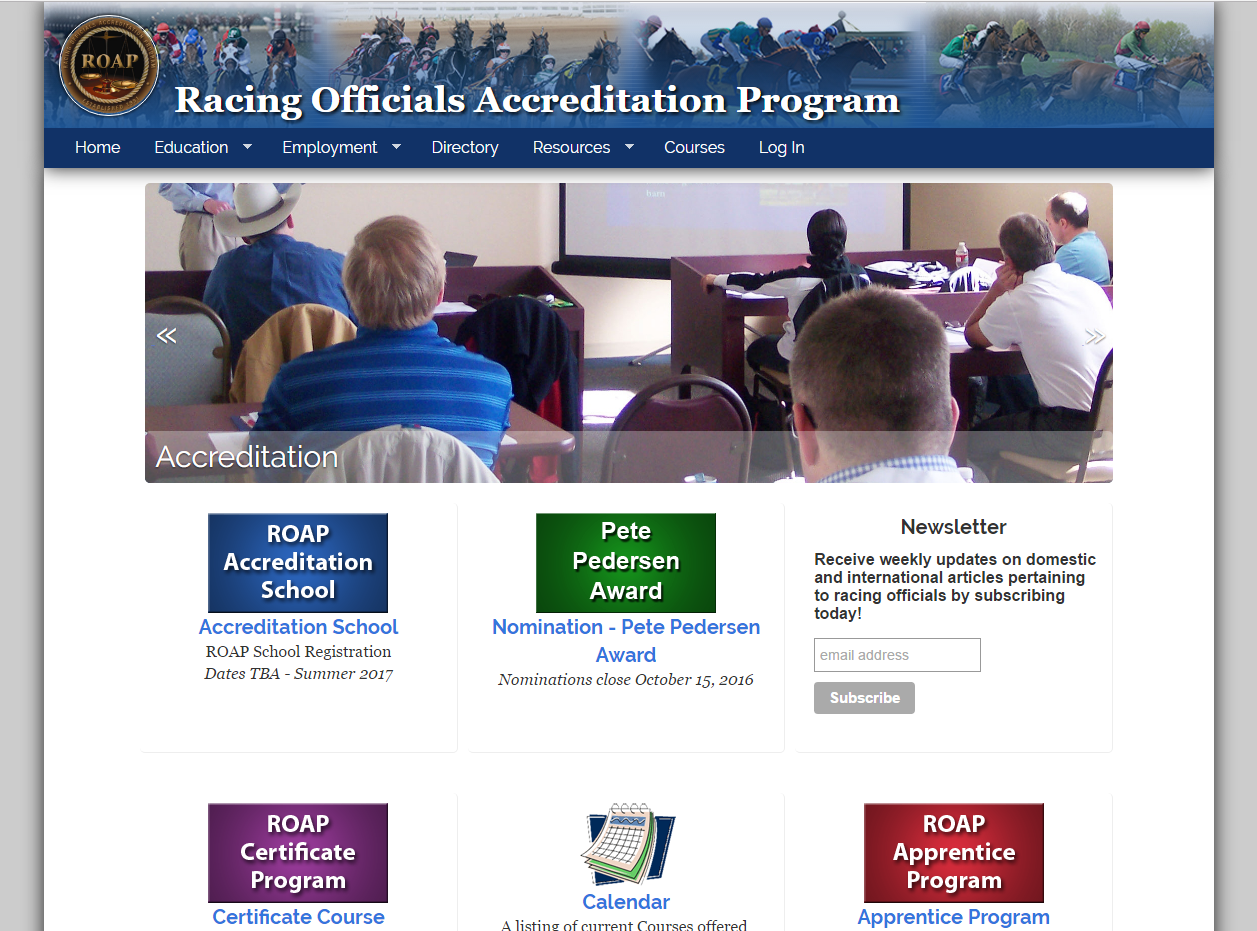 ROAP
Racing Officials Accreditation Program
Home Education Employment Directory Resources Courses Log In
Accreditation
ROAP
Accreditation
School
Accreditation School
ROAP School Registration
Dates TBA - Summer 2017
Pete
Pedersen
Award
Nomination - Pete Pedersen
Award
Nominations close October 15, 2016
Newsletter
Receive weekly updates on domestic
and international articles pertaining
to racing officials by subscribing
today!
email address
Subscribe
ROAP
Certificate
Program
Certificate Course
Calendar
A listing of current Courses offered
ROAP
Apprentice
Program
Apprentice Program